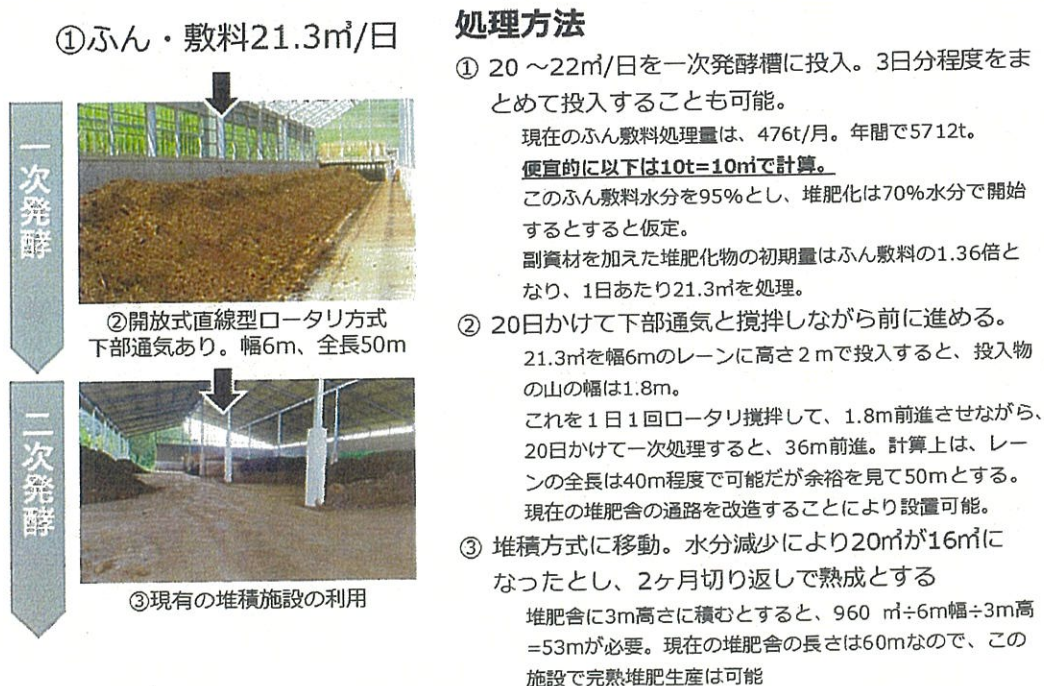 ①ふん・敷料21.3㎥/日
一次発酵
②開放式直線型ロータリ方式
下部通気あり。幅6m、全長50m
二次発酵
③現有の堆積施設の利用
処理方法
① 20 ～22㎥/日を一次発酵槽に投入。3日分程度をま
とめて投入することも可能。
現在のふん敷料処理量は、476t/月。年間で5712t。
便宜的に以下は10t=10㎥で計算。
このふん敷料水分を95%とし、堆肥化は70%水分で開始
するとすると仮定。
副資材を加えた堆肥化物の初期量はふん敷料の1.36倍と
なり、1日あたり21.3㎥を処理。
② 20日かけて下部通気と撹拌しながら前に進める。
21.3㎥を幅6mのレーンに高さ２ｍで投入すると、投入物
の山の幅は1.8m。
これを１日１回ロータリ撹拌して、1.8m前進させながら、
20日かけて一次処理すると、36m前進。計算上は、レー
ンの全長は40m程度で可能だが余裕を見て50mとする。
現在の堆肥舎の通路を改造することにより設置可能。
③ 堆積方式に移動。水分減少により20㎥が16㎥に
なったとし、2ヶ月切り返しで熟成とする
堆肥舎に3m高さに積むとすると、960 ㎥÷6m幅÷3m高
=53mが必要。現在の堆肥舎の長さは60mなので、この
施設で完熟堆肥生産は可能